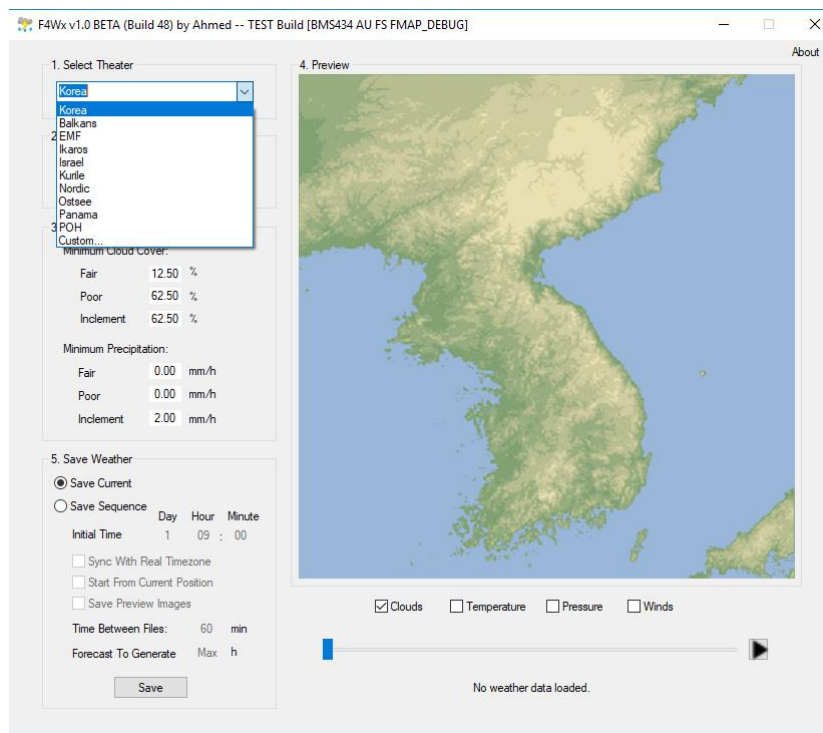 F4Wx v1.0 BETA (Build 48) by Ahmed -- TEST Build [BMS434 AU FS FMAP_DEBUG]
About
1. Select Theater
Korea
Korea
Balkans
2 EMF
Ikaros
Israel
Kurile
Nordic
Ostsee
Panama
3 POH
Custom...
Minimum Cloud Cover:
Fair 12.50 %
Poor 62.50 %
Inclement 62.50 %
Minimum Precipitation:
Fair 0.00 mm/h
Poor 0.00 mm/h
Inclement 2.00 mm/h
5. Save Weather
Save Current
Save Sequence
Day Hour Minute
Initial Time 1 09 : 00
Sync With Real Timezone
Start From Current Position
Save Preview Images
Time Between Files: 60 min
Forecast To Generate Max h
Save
4. Preview
Clouds Temperature Pressure Winds
No weather data loaded.